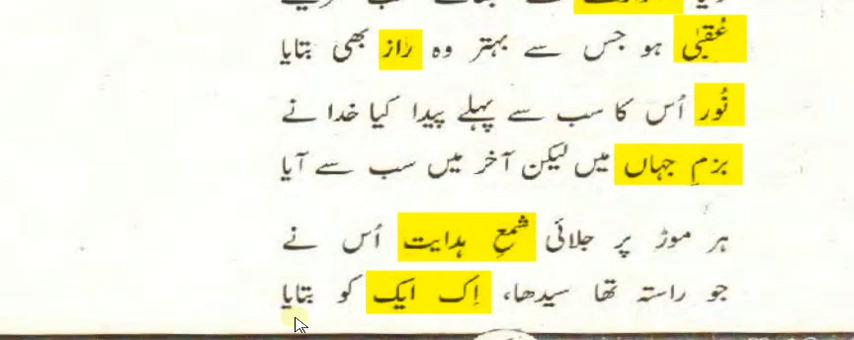 عُقبٰی ہو جس سے بہتر وہ راز بھی بتایا
نُور اُس کا سب سے پہلے پیدا کیا خدا نے
بزمِ جہاں میں لیکن آخر میں سب سے آیا
ہر موڑ پر جلائی شمعِ ہدایت اُس نے
جو راستہ تھا سیدھا، اِک ایک کو بتایا